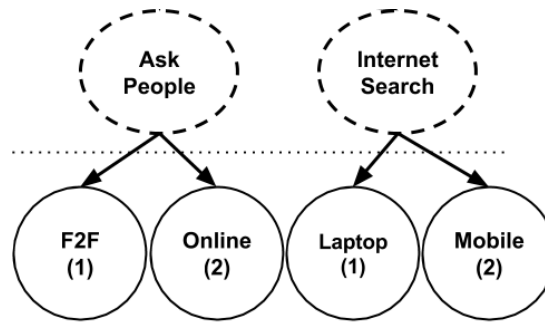 Ask
People
Internet
Search
F2F
(1)
Online
(2)
Laptop
(1)
Mobile
(2)